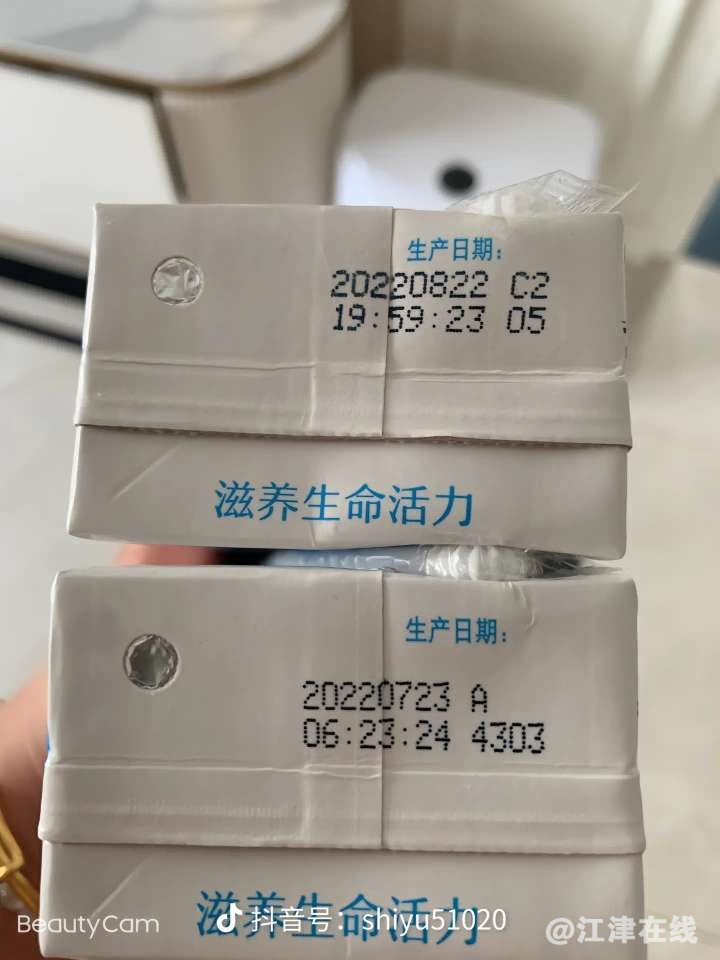 生产日期：
20220822 C2
19:59:23 05
滋养生命活力
生产日期：
20220723 A
06:23:24 4303
滋养生命活力
抖音号：shiyu51020
BeautyCam
@江津在线